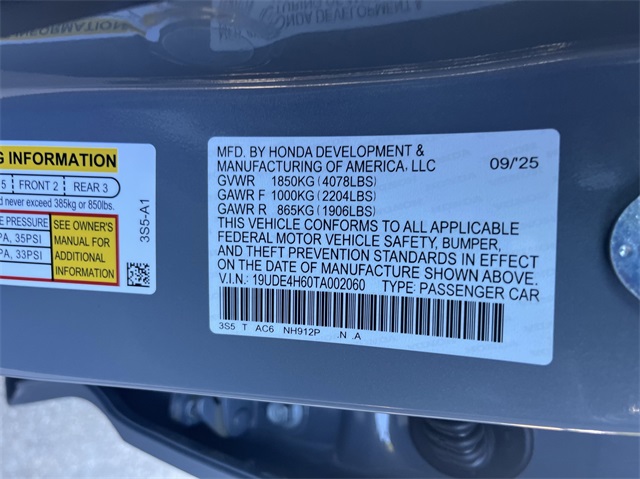 G INFORMATION
5 FRONT 2 REAR 3
d never exceed 385kg or 850lbs.
E PRESSURE
PA, 35PSI
PA, 33PSI
SEE OWNER'S
MANUAL FOR
ADDITIONAL
INFORMATION
3S5-A1
MFD. BY HONDA DEVELOPMENT &
MANUFACTURING OF AMERICA, LLC 09/'25
GVWR 1850KG (4078LBS)
GAWR F 1000KG (2204LBS)
GAWR R 865KG (1906LBS)
THIS VEHICLE CONFORMS TO ALL APPLICABLE
FEDERAL MOTOR VEHICLE SAFETY, BUMPER,
AND THEFT PREVENTION STANDARDS IN EFFECT
ON THE DATE OF MANUFACTURE SHOWN ABOVE.
V.I.N.: 19UDE4H60TA002060 TYPE: PASSENGER CAR
3S5 T AC6 NH912P .N .A